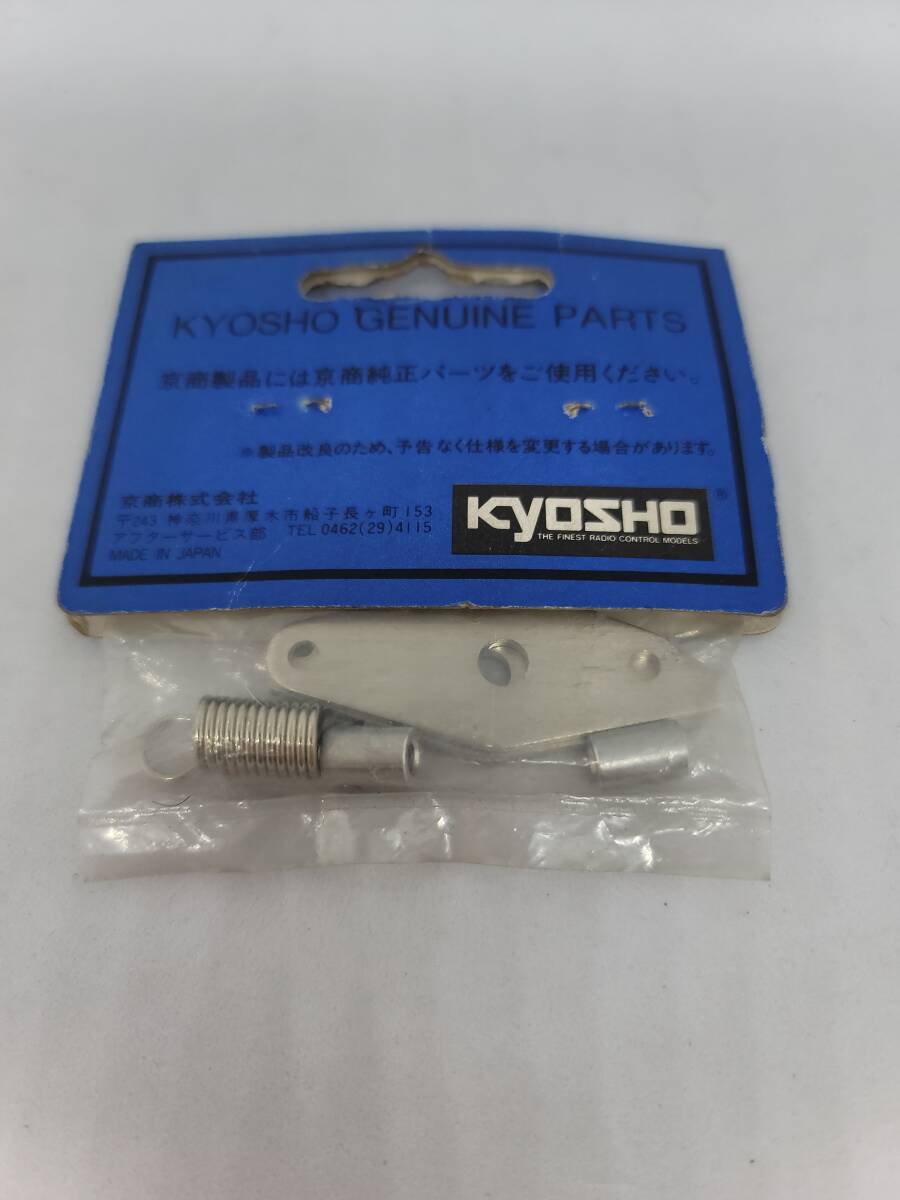 KYOSHO GENUINE PARTS
京商製品には京商純正パーツをご使用ください。
※製品改良のため、予告なく仕様を変更する場合があります。
京商株式会社
〒243 神奈川県厚木市船子長ヶ町153
アフターサービス部 TEL 0462(29)4115
MADE IN JAPAN
KYOSHO ®
THE FINEST RADIO CONTROL MODELS